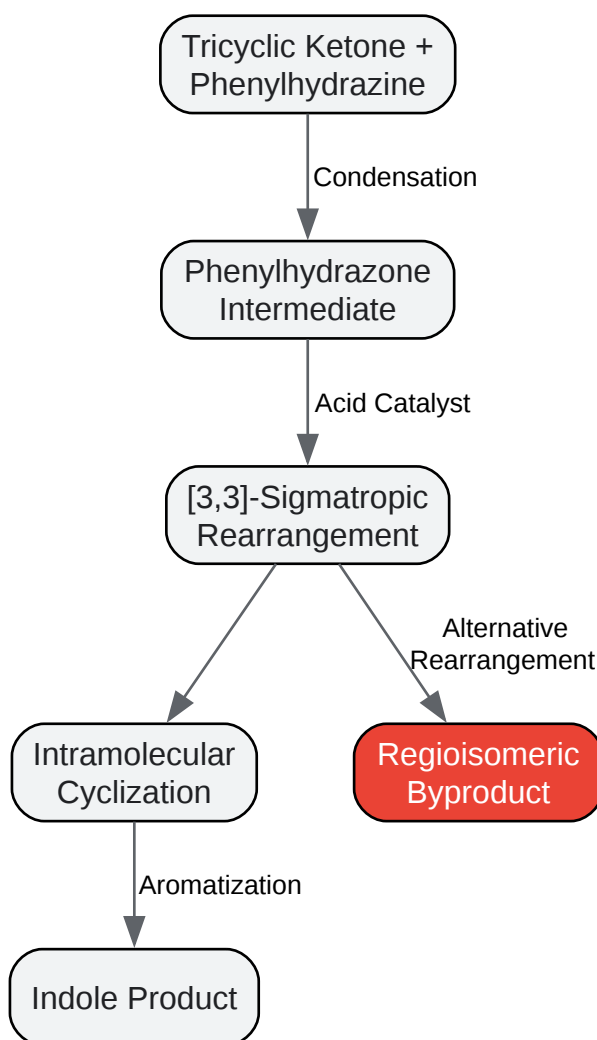 Tricyclic Ketone +
Phenylhydrazine
Condensation
Phenylhydrazone
Intermediate
Acid Catalyst
[3,3]-Sigmatropic
Rearrangement
Alternative
Rearrangement
Intramolecular
Cyclization
Regioisomeric
Byproduct
Aromatization
Indole Product